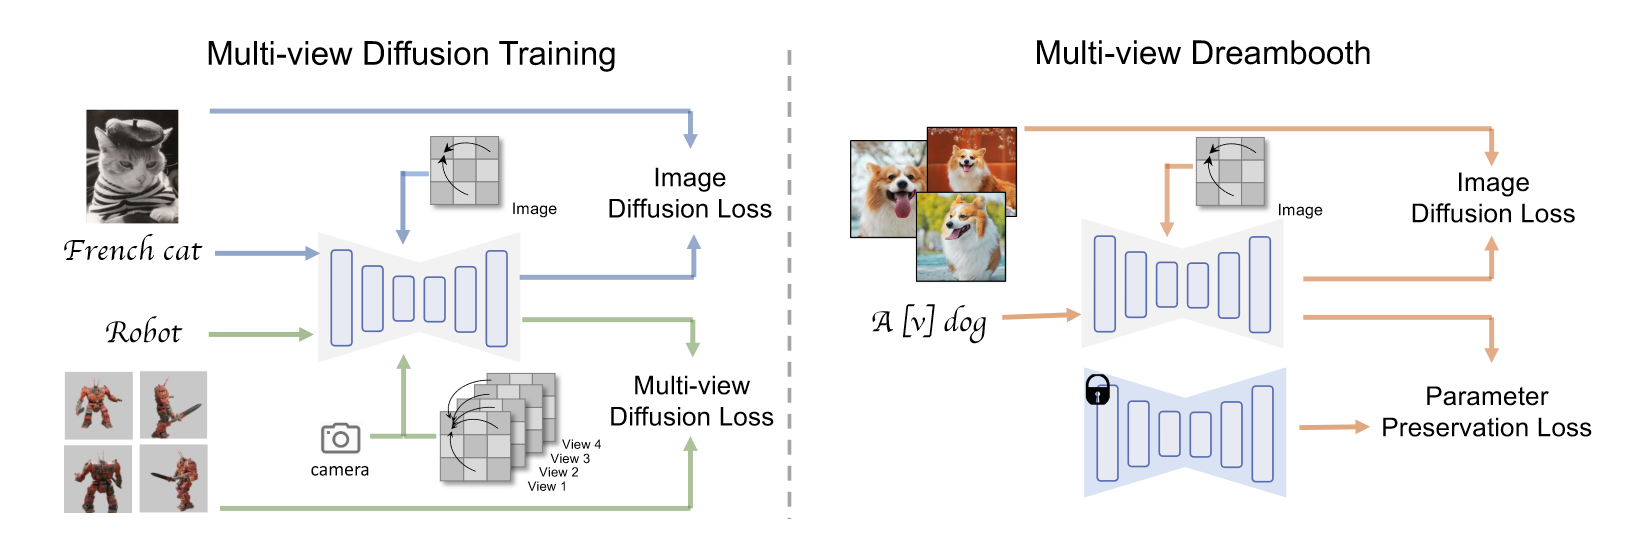 Multi-view Diffusion Training
French cat
Image
Image
Diffusion Loss
Robot
camera
View 4
View 3
View 2
View 1
Multi-view
Diffusion Loss
Multi-view Dreambooth
A [v] dog
Image
Image
Diffusion Loss
Parameter
Preservation Loss